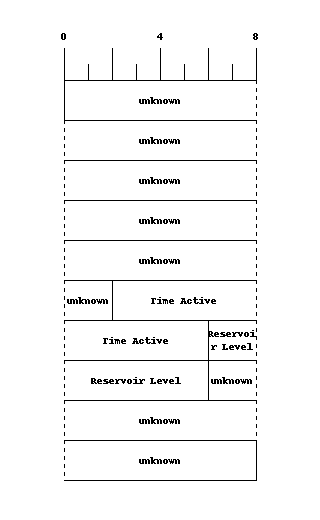 0 4 8
unknown
unknown
unknown
unknown
unknown
unknown Time Active
Time Active Reservoi
r Level
Reservoir Level unknown
unknown
unknown